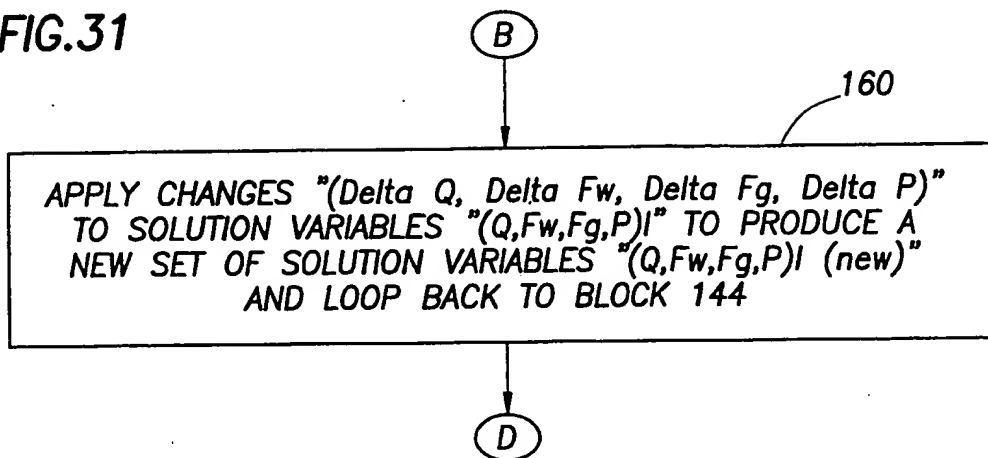 FIG.31
B
160
APPLY CHANGES "(Delta Q, Delta Fw, Delta Fg, Delta P)"
TO SOLUTION VARIABLES "(Q,Fw,Fg,P)I" TO PRODUCE A
NEW SET OF SOLUTION VARIABLES "(Q,Fw,Fg,P)I (new)"
AND LOOP BACK TO BLOCK 144
D